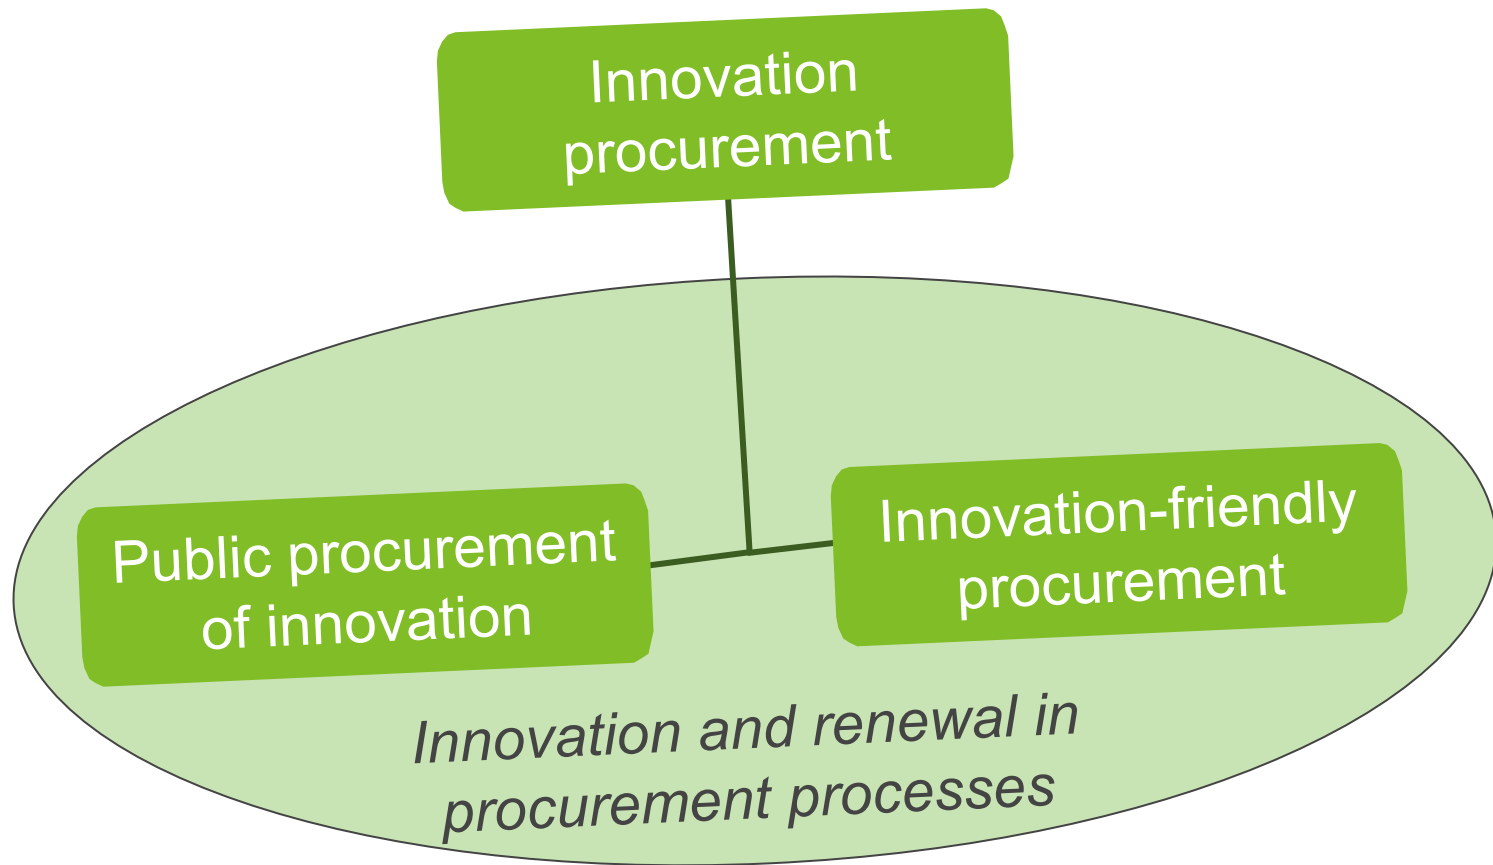 Innovation
procurement
Public procurement
of innovation
Innovation-friendly
procurement
Innovation and renewal in
procurement processes